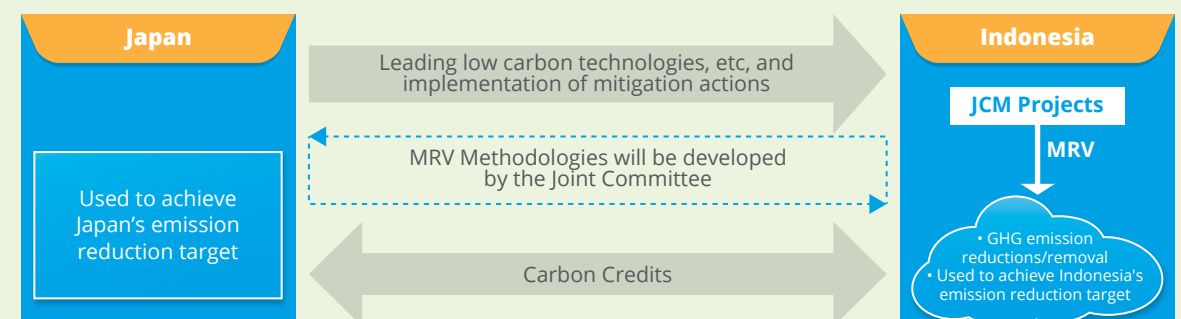 Japan
Used to achieve
Japan’s emission
reduction target
Leading low carbon technologies, etc, and
implementation of mitigation actions
MRV Methodologies will be developed
by the Joint Committee
Carbon Credits
Indonesia
JCM Projects
MRV
• GHG emission
reductions/removal
• Used to achieve Indonesia's
emission reduction target